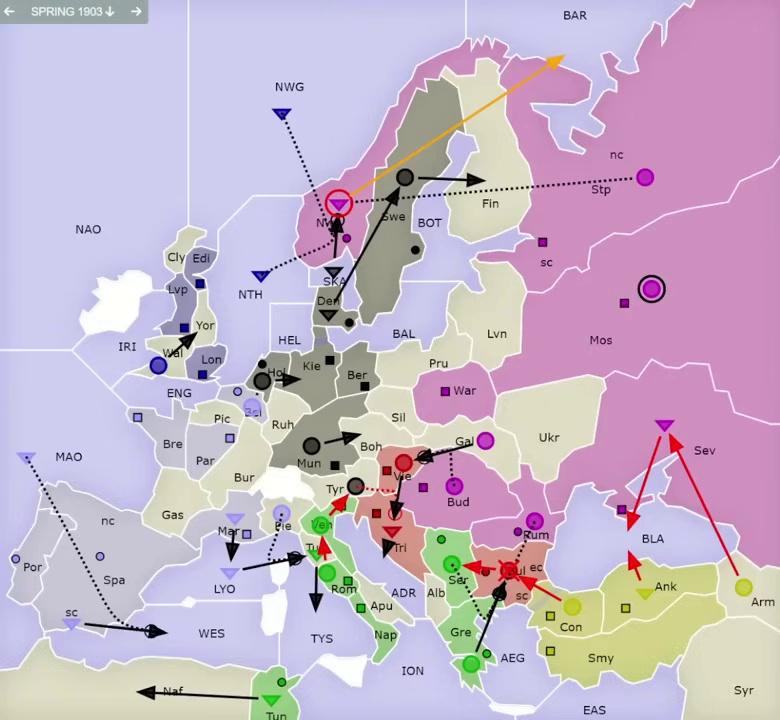 ← SPRING 1903↓ →
BAR
NWG
nc
Stp
Fin
Swe
NAO
BOT
Cly Edi
sc
NTH
SKA
Lvp
Den
Mos
Yor
IRI
HEL
BAL
Lvn
Wal
Lon
Kie
Hol
Pru
ENG
Ber
War
Bel
Pic
Sil
Ruh
Ukr
Bre
Gal
Boh
Par
Sev
MAO
Mun
Vie
Bur
Tyr
Bud
Gas
nc
Mar
Pie
Ven
Rum
Por
Spa
Tus
Tri
BLA
LYO
Ser
Bul
ec
Ank
Arm
Rom
ADR
Alb
sc
Apu
sc
Con
WES
TYS
Nap
Gre
AEG
Smy
ION
Naf
Syr
Tun
EAS